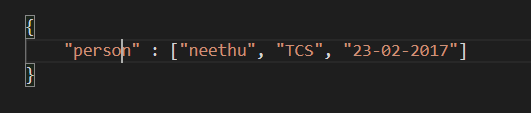 {
"person" : ["neethu", "TCS", "23-02-2017"]
}